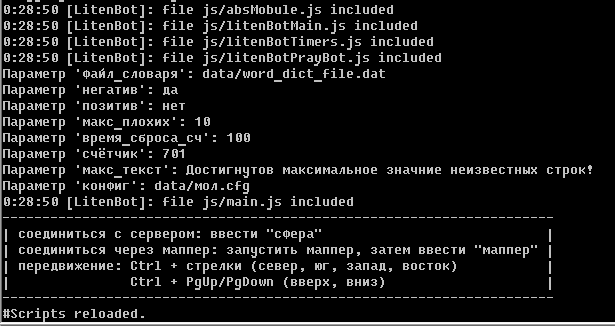 0:28:50 [LitenBot]: file js/absMobule.js included
0:28:50 [LitenBot]: file js/litenBotMain.js included
0:28:50 [LitenBot]: file js/litenBotTimers.js included
0:28:50 [LitenBot]: file js/litenBotPrayBot.js included
Параметр 'файл_словаря': data/word_dict_file.dat
Параметр 'негатив': да
Параметр 'позитив': нет
Параметр 'макс_плохих': 10
Параметр 'время_сброса_сч': 100
Параметр 'счётчик': 701
Параметр 'макс_текст': Достигнутов максимальное значние неизвестных строк!
Параметр 'конфиг': data/мол.cfg
0:28:50 [LitenBot]: file js/main.js included
--------------------------------------------------------------------
| соединиться с сервером: ввести "сфера" |
| соединиться через маппер: запустить маппер, затем ввести "маппер" |
| передвижение: Ctrl + стрелки (север, юг, запад, восток) |
| Ctrl + PgUp/PgDown (вверх, вниз) |
--------------------------------------------------------------------
#Scripts reloaded.